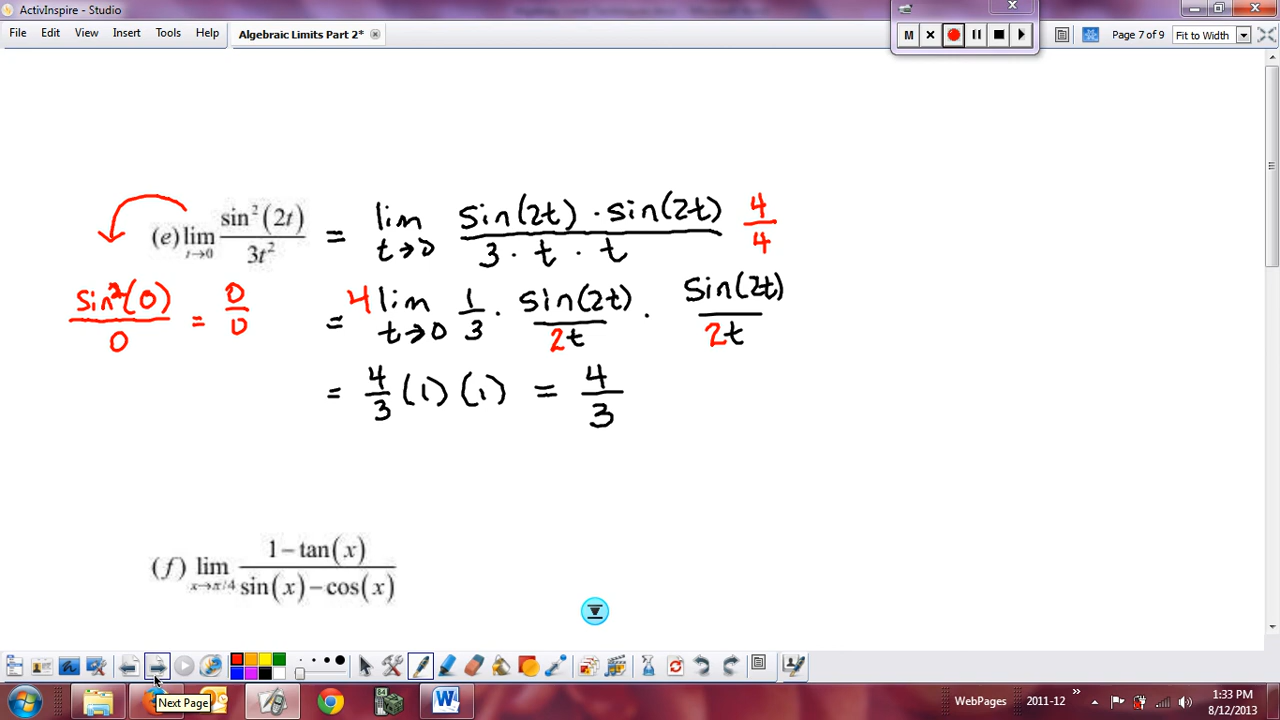 ActivInspire - Studio
File Edit View Insert Tools Help Algebraic Limits Part 2* M Page 7 of 9 Fit to Width
(e) lim t→0 sin²(2t) / 3t² = lim t→0 sin(2t) · sin(2t) / 3 · t · t 4/4
sin²(0) / 0 = 0/0
= 4 lim t→0 1/3 · sin(2t) / 2t · sin(2t) / 2t
= 4/3 (1) (1) = 4/3
(f) lim x→π/4 1−tan(x) / sin(x)−cos(x)
Next Page
WebPages 2011-12 » 1:33 PM
8/12/2013